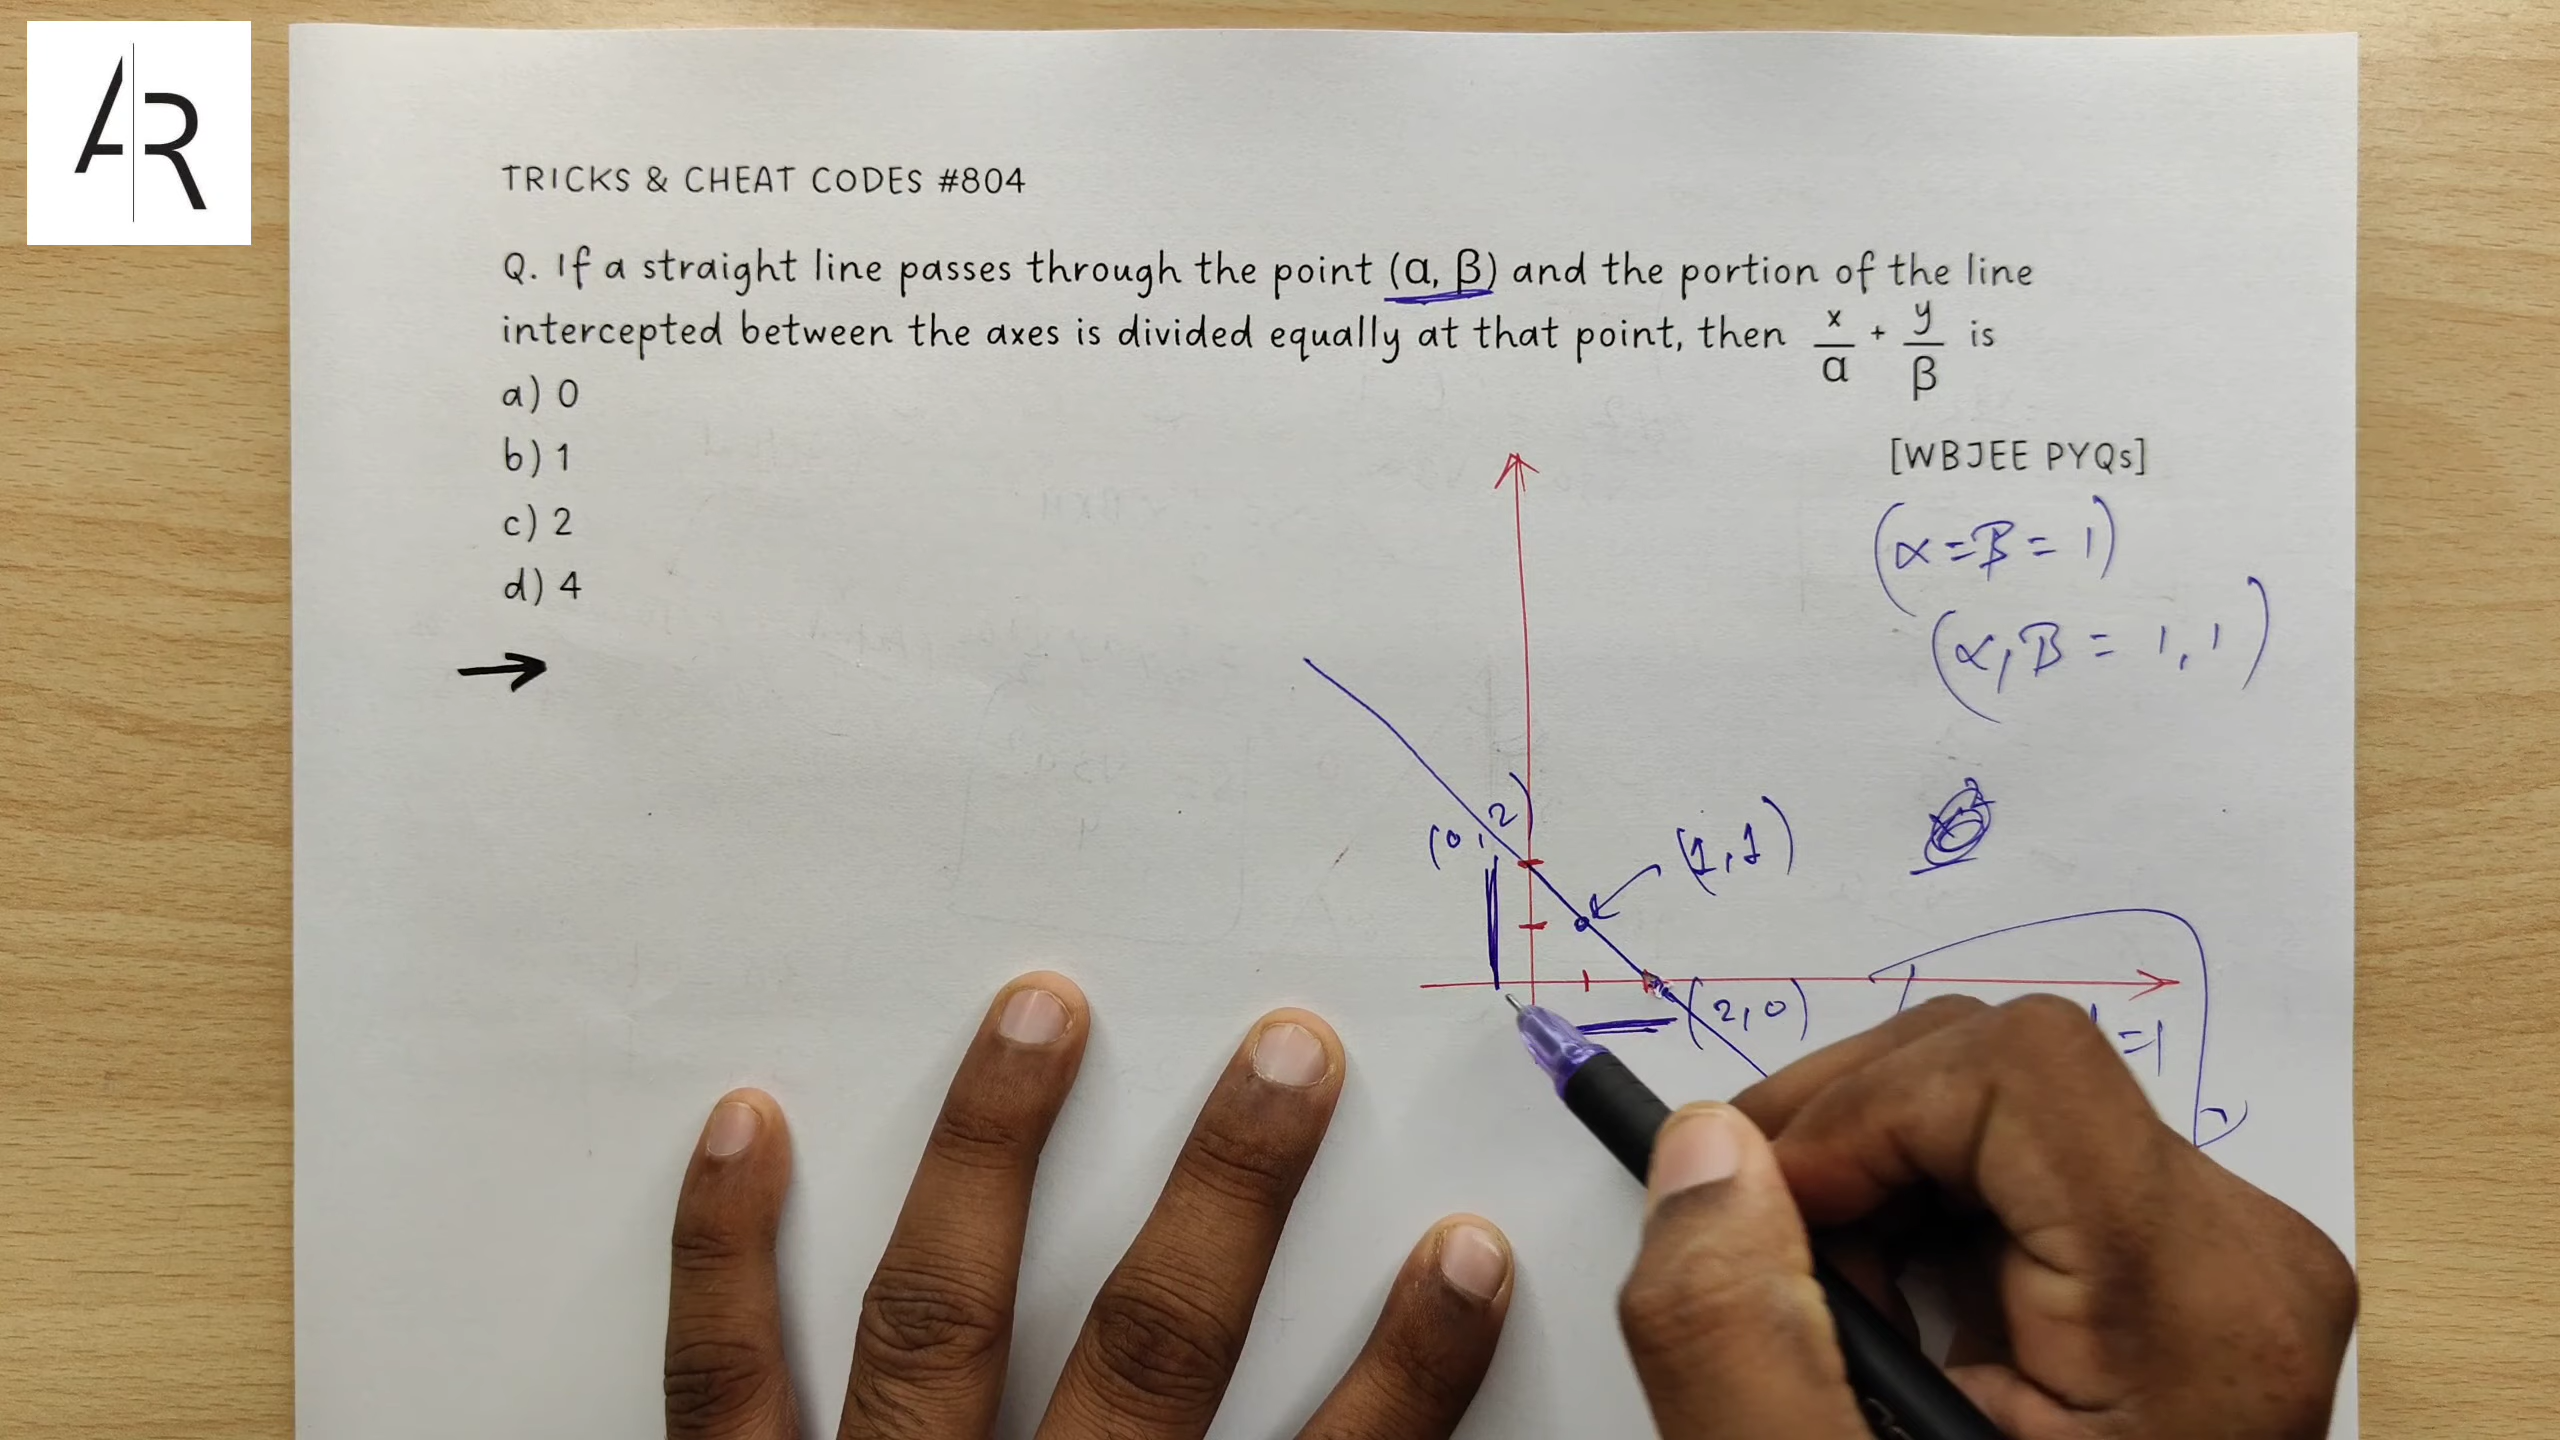 AR
TRICKS & CHEAT CODES #804
Q. If a straight line passes through the point (α, β) and the portion of the line
intercepted between the axes is divided equally at that point, then x/α + y/β is
a) 0
b) 1
c) 2
d) 4
[WBJEE PYQs]
(α = β = 1)
(α, β = 1, 1)
(0, 2)
(1, 1)
(2, 0)
=1